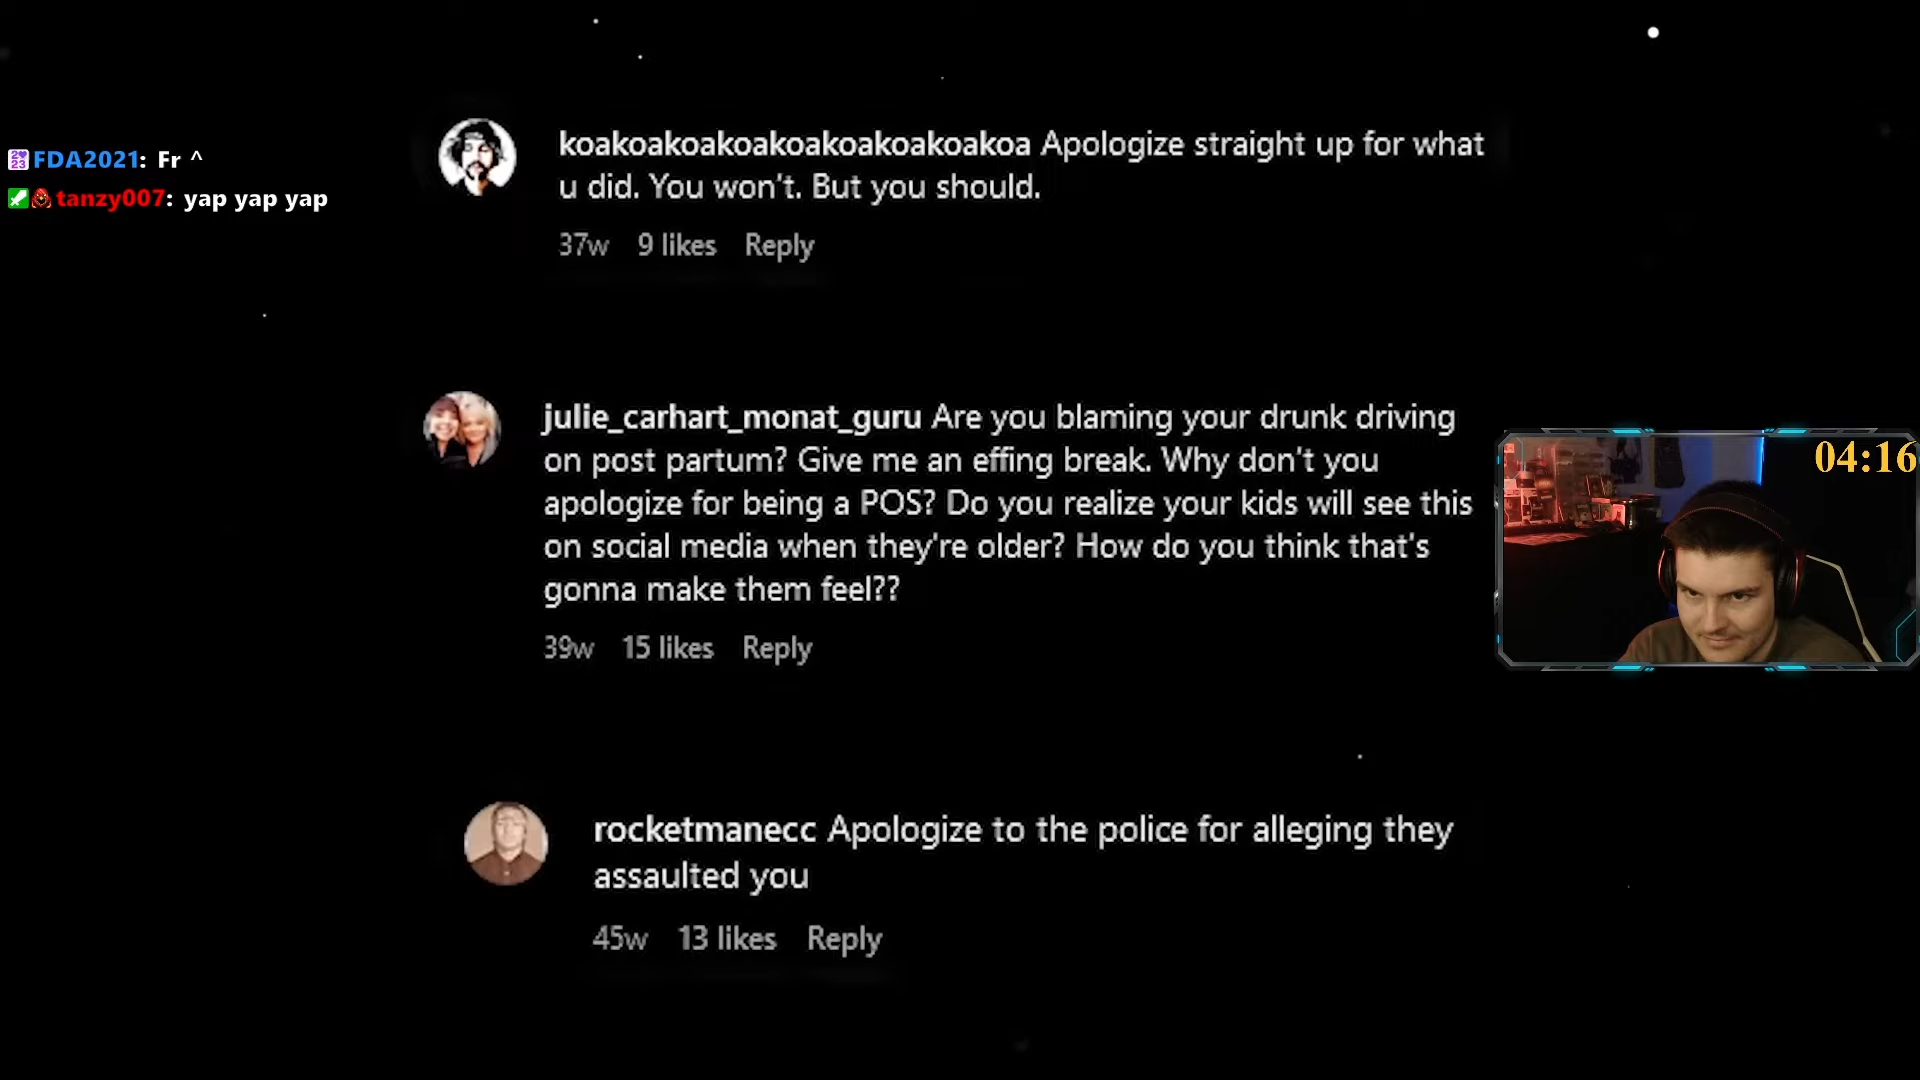 FDA2021: Fr ^
tanzy007: yap yap yap
koakoakoakoakoakoakoakoakoa Apologize straight up for what
u did. You won't. But you should.
37w 9 likes Reply
julie_carhart_monat_guru Are you blaming your drunk driving
on post partum? Give me an effing break. Why don't you
apologize for being a POS? Do you realize your kids will see this
on social media when they're older? How do you think that's
gonna make them feel??
39w 15 likes Reply
04:16
rocketmanecc Apologize to the police for alleging they
assaulted you
45w 13 likes Reply